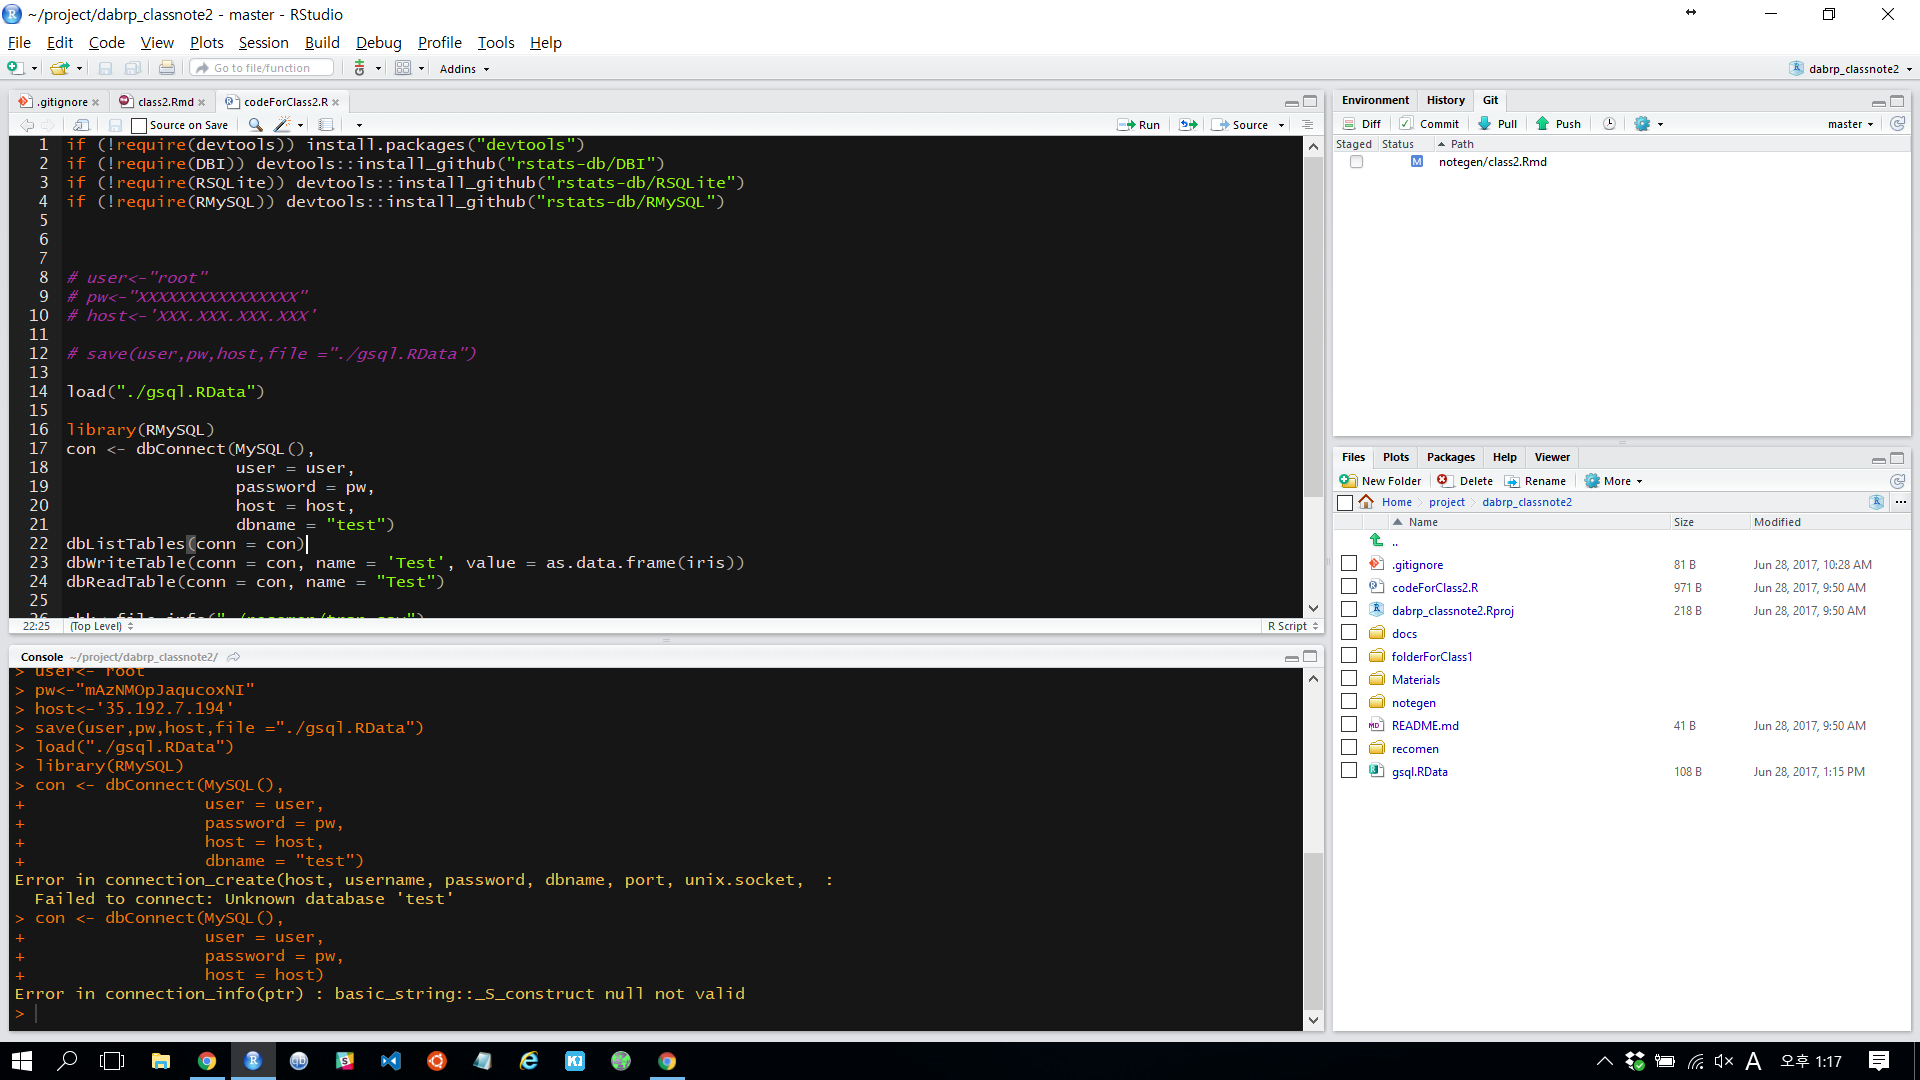 ~/project/dabrp_classnote2 - master - RStudio
File Edit Code View Plots Session Build Debug Profile Tools Help
Go to file/function Addins dabrp_classnote2
.gitignore class2.Rmd codeForClass2.R
Source on Save Run Source
1 if (!require(devtools)) install.packages("devtools")
2 if (!require(DBI)) devtools::install_github("rstats-db/DBI")
3 if (!require(RSQLite)) devtools::install_github("rstats-db/RSQLite")
4 if (!require(RMySQL)) devtools::install_github("rstats-db/RMySQL")
5
6
7
8 # user<-"root"
9 # pw<-"XXXXXXXXXXXXXXXX"
10 # host<-'XXX.XXX.XXX.XXX'
11
12 # save(user,pw,host,file ="./gsql.RData")
13
14 load("./gsql.RData")
15
16 library(RMySQL)
17 con <- dbConnect(MySQL(),
18 user = user,
19 password = pw,
20 host = host,
21 dbname = "test")
22 dbListTables(conn = con)
23 dbWriteTable(conn = con, name = 'Test', value = as.data.frame(iris))
24 dbReadTable(conn = con, name = "Test")
25
22:25 (Top Level) R Script
Console ~/project/dabrp_classnote2/
> user<- root
> pw<-"mAzNMOpJaqucoxNI"
> host<-'35.192.7.194'
> save(user,pw,host,file ="./gsql.RData")
> load("./gsql.RData")
> library(RMySQL)
> con <- dbConnect(MySQL(),
+ user = user,
+ password = pw,
+ host = host,
+ dbname = "test")
Error in connection_create(host, username, password, dbname, port, unix.socket, :
Failed to connect: Unknown database 'test'
> con <- dbConnect(MySQL(),
+ user = user,
+ password = pw,
+ host = host)
Error in connection_info(ptr) : basic_string::_S_construct null not valid
>
Environment History Git
Diff Commit Pull Push master
Staged Status Path
M notegen/class2.Rmd
Files Plots Packages Help Viewer
New Folder Delete Rename More
Home project dabrp_classnote2
Name Size Modified
..
.gitignore 81 B Jun 28, 2017, 10:28 AM
codeForClass2.R 971 B Jun 28, 2017, 9:50 AM
dabrp_classnote2.Rproj 218 B Jun 28, 2017, 9:50 AM
docs
folderForClass1
Materials
notegen
README.md 41 B Jun 28, 2017, 9:50 AM
recomen
gsql.RData 108 B Jun 28, 2017, 1:15 PM
A 오후 1:17